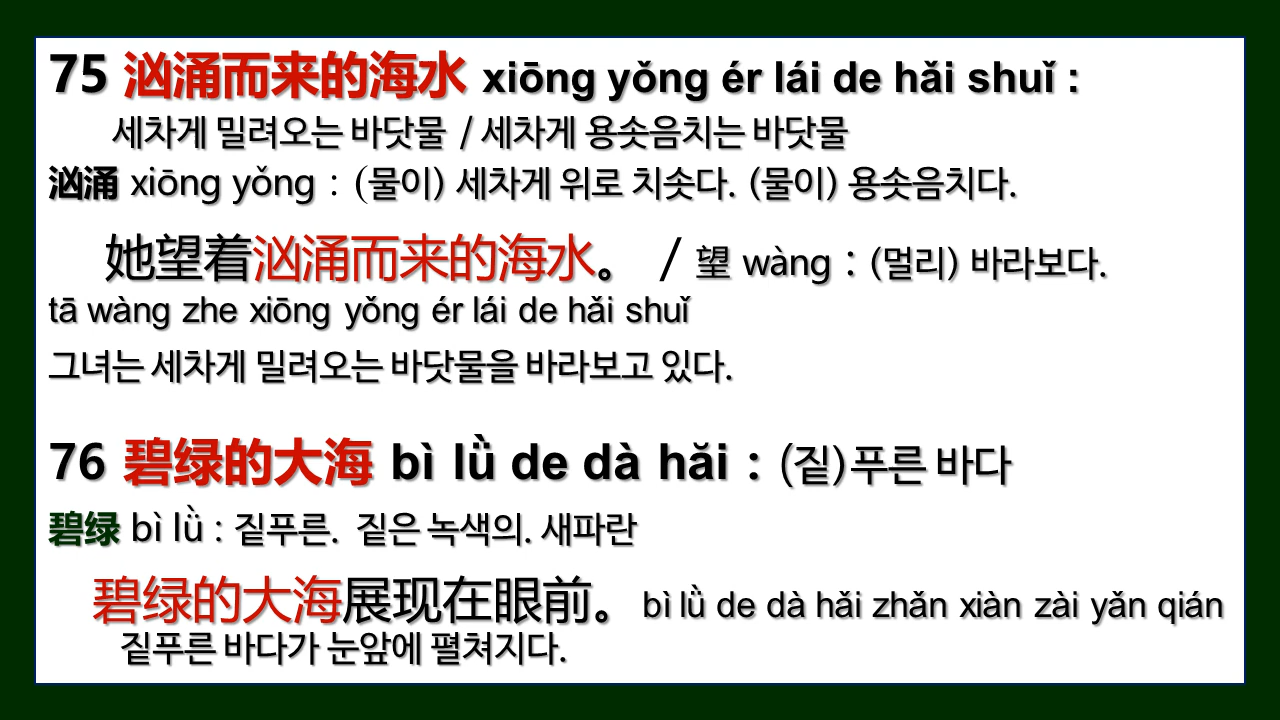 75 汹涌而来的海水 xiōng yǒng ér lái de hǎi shuǐ :
세차게 밀려오는 바닷물 / 세차게 용솟음치는 바닷물
汹涌 xiōng yǒng : (물이) 세차게 위로 치솟다. (물이) 용솟음치다.
她望着汹涌而来的海水。 / 望 wàng : (멀리) 바라보다.
tā wàng zhe xiōng yǒng ér lái de hǎi shuǐ
그녀는 세차게 밀려오는 바닷물을 바라보고 있다.
76 碧绿的大海 bì lǜ de dà hǎi : (짙)푸른 바다
碧绿 bì lǜ : 짙푸른. 짙은 녹색의. 새파란
碧绿的大海展现在眼前。 bì lǜ de dà hǎi zhǎn xiàn zài yǎn qián
짙푸른 바다가 눈앞에 펼쳐지다.